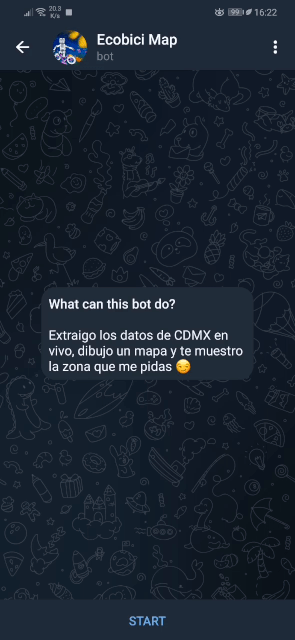 20.3
K/s
99
16:22
Ecobici Map
bot
What can this bot do?
Extraigo los datos de CDMX en
vivo, dibujo un mapa y te muestro
la zona que me pidas 😏
START